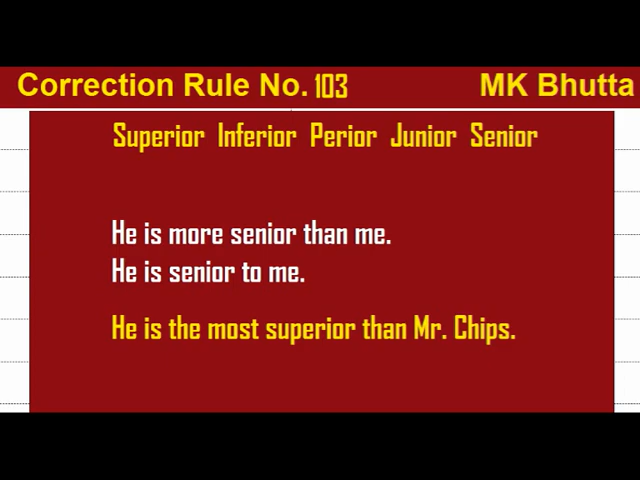 Correction Rule No. 103 MK Bhutta
Superior Inferior Perior Junior Senior
He is more senior than me.
He is senior to me.
He is the most superior than Mr. Chips.